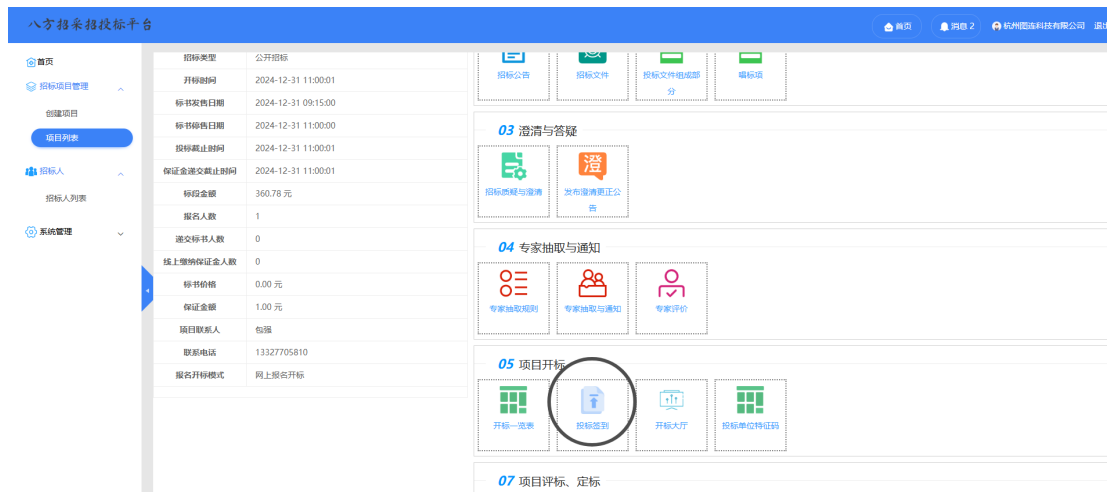 八方招采招投标平台
首页
消息 2
杭州图连科技有限公司
首页
招标项目管理
创建项目
项目列表
招标人
招标人列表
系统管理
招标类型 公开招标
开标时间 2024-12-31 11:00:01
标书发售日期 2024-12-31 09:15:00
标书停售日期 2024-12-31 11:00:00
投标截止时间 2024-12-31 11:00:01
保证金递交截止时间 2024-12-31 11:00:01
标段金额 360.78 元
报名人数 1
递交标书人数 0
线上缴纳保证金人数 0
标书价格 0.00 元
保证金额 1.00 元
项目联系人 包强
联系电话 13327705810
报名开标模式 网上报名开标
招标公告
招标文件
投标文件组成部
分
唱标项
03 澄清与答疑
澄
招标质疑与澄清
发布澄清更正公
告
04 专家抽取与通知
专家抽取规则
专家抽取与通知
专家评价
05 项目开标
开标一览表
投标签到
开标大厅
投标单位特征码
07 项目评标、定标